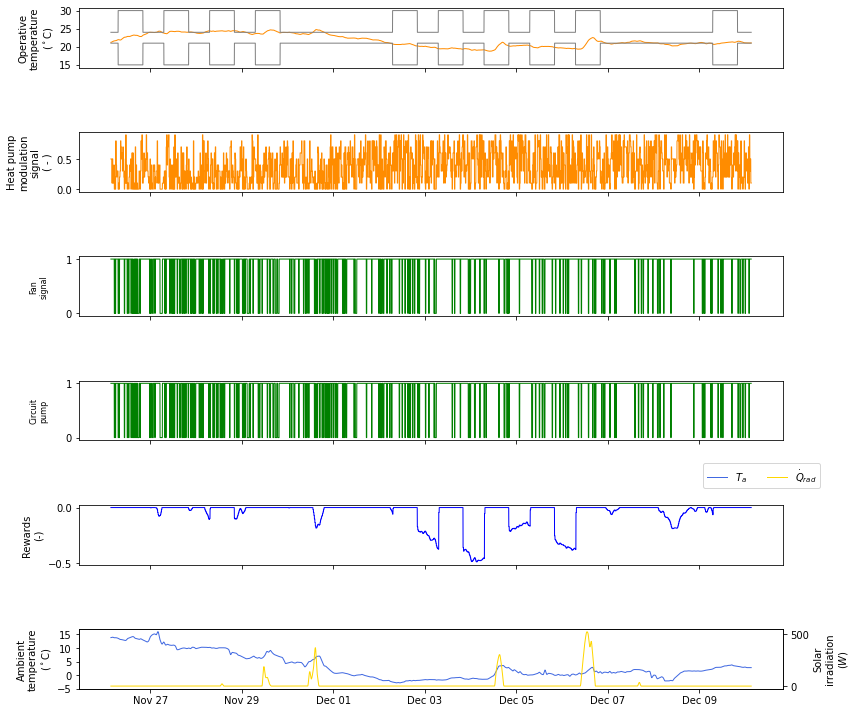 Operative
temperature
(°C)
30
25
20
15
Heat pump
modulation
signal
( - )
0.5
0.0
Fan
signal
1
0
Circuit
pump
1
0
T_a
Q̇_rad
Rewards
(-)
0.0
−0.5
Ambient
temperature
(°C)
15
10
5
0
−5
500
0
Solar
irradiation
(W)
Nov 27 Nov 29 Dec 01 Dec 03 Dec 05 Dec 07 Dec 09